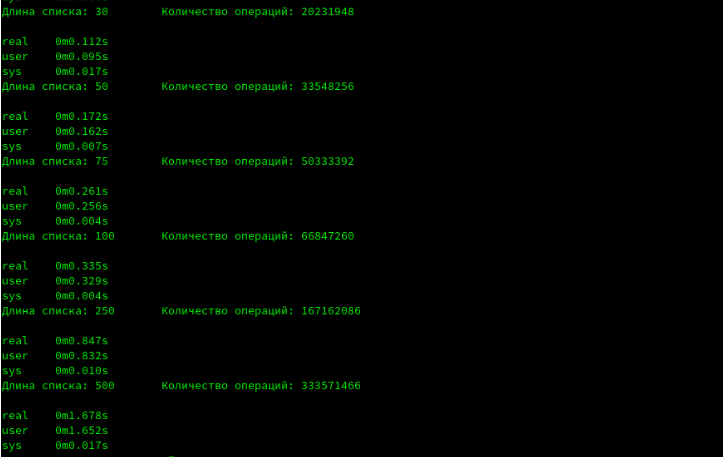 Длина списка: 30 Количество операций: 20231948
real 0m0.112s
user 0m0.095s
sys 0m0.017s
Длина списка: 50 Количество операций: 33548256
real 0m0.172s
user 0m0.162s
sys 0m0.007s
Длина списка: 75 Количество операций: 50333392
real 0m0.261s
user 0m0.256s
sys 0m0.004s
Длина списка: 100 Количество операций: 66847260
real 0m0.335s
user 0m0.329s
sys 0m0.004s
Длина списка: 250 Количество операций: 167162086
real 0m0.847s
user 0m0.832s
sys 0m0.010s
Длина списка: 500 Количество операций: 333571466
real 0m1.678s
user 0m1.652s
sys 0m0.017s